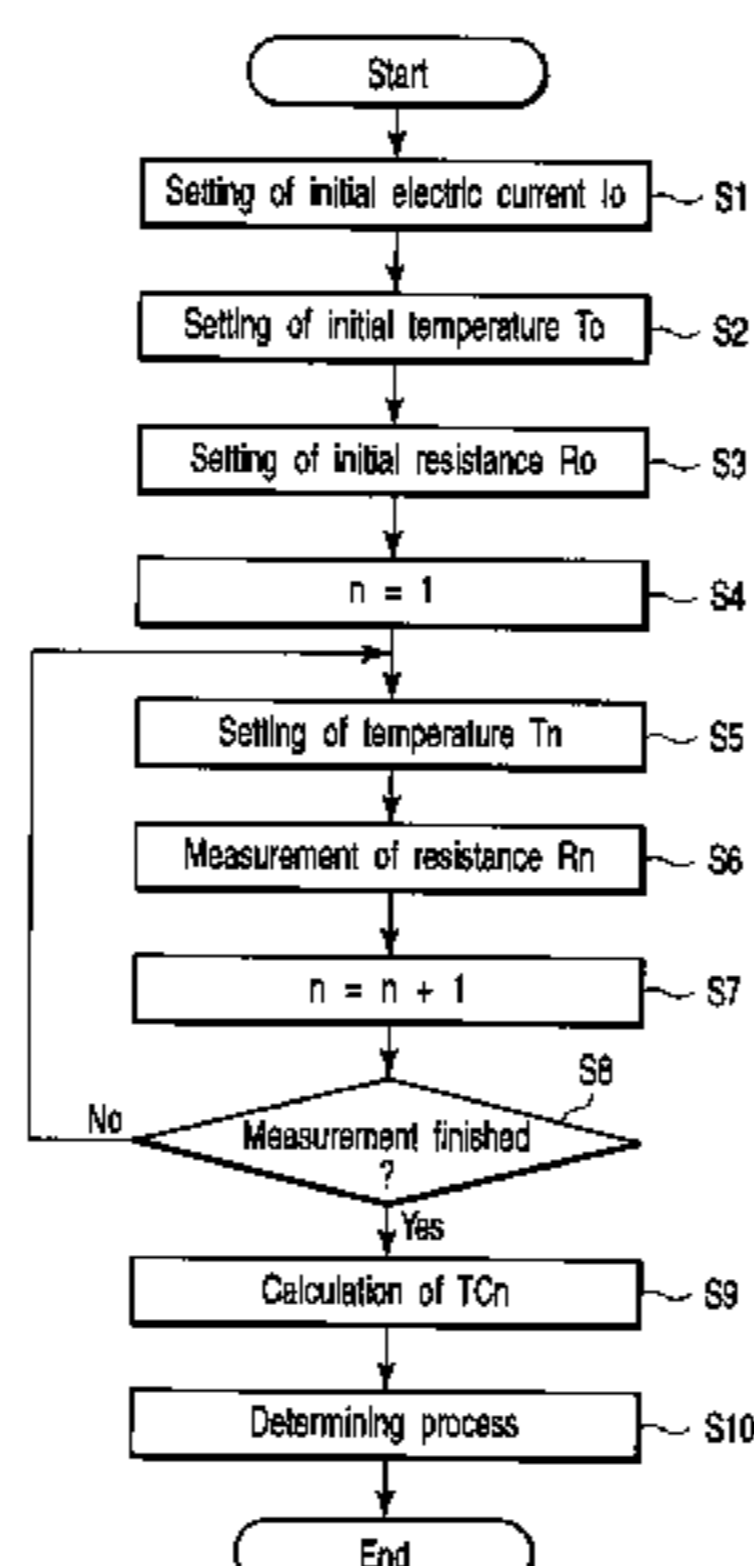 Start
Setting of initial electric current Io S1
Setting of initial temperature To S2
Setting of initial resistance Ro S3
n = 1 S4
Setting of temperature Tn S5
Measurement of resistance Rn S6
n = n + 1 S7
S8
No
Measurement finished
?
Yes
Calculation of TCn S9
Determining process S10
End